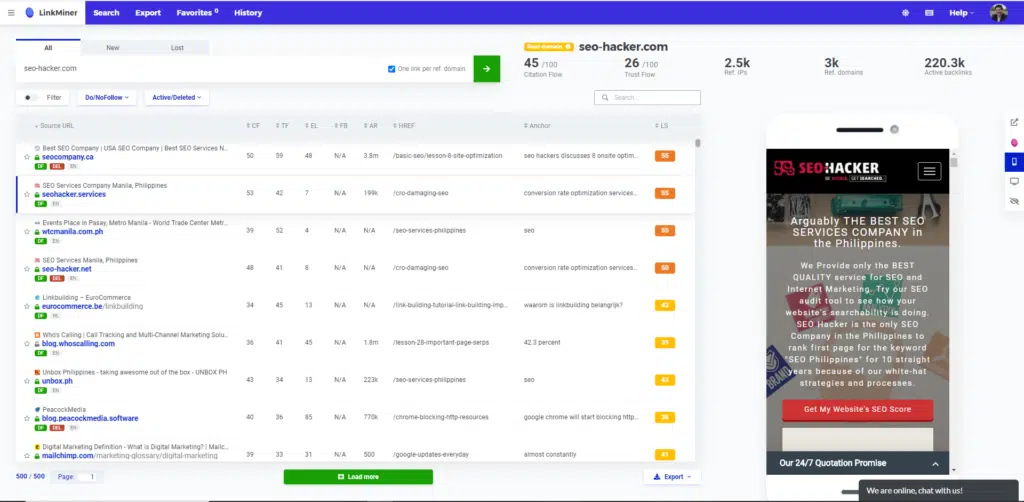 LinkMiner Search Export Favorites 0 History Help
All New Lost
seo-hacker.com One link per ref. domain
Filter Do/NoFollow Active/Deleted
Root domain seo-hacker.com
45 /100 26 /100 2.5k 3k 220.3k
Citation Flow Trust Flow Ref. IPs Ref. domains Active backlinks
Search...
Source URL CF TF EL FB AR HREF Anchor LS
Best SEO Company | USA SEO Company | Best SEO Services N...
seocompany.ca 50 59 48 N/A 3.8m /basic-seo/lesson-8-site-optimization seo hackers discusses 8 onsite optim... 55
DF DEL EN
SEO Services Company Manila, Philippines
seohacker.services 53 42 7 N/A 199k /cro-damaging-seo conversion rate optimization services... 55
DF EN
Events Place in Pasay, Metro Manila - World Trade Center Metr...
wtcmanila.com.ph 39 52 4 N/A N/A /seo-services-philippines seo 55
DF EN
SEO Services Manila, Philippines
seo-hacker.net 48 41 8 N/A N/A /cro-damaging-seo conversion rate optimization services... 50
DF DEL EN
Linkbuilding – EuroCommerce
eurocommerce.be/linkbuilding 34 45 13 N/A N/A /link-building-tutorial-link-building-imp... waarom is linkbuilding belangrijk? 42
DF NL
Who's Calling | Call Tracking and Multi-Channel Marketing Solu...
blog.whoscalling.com 36 41 45 N/A 1.8m /lesson-28-important-page-serps 42.3 percent
DF EN
Unbox Philippines - taking awesome out of the box - UNBOX PH
unbox.ph 43 34 13 N/A 223k /seo-services-philippines seo 43
DF EN
PeacockMedia
blog.peacockmedia.software 40 36 85 N/A 770k /chrome-blocking-http-resources google chrome will start blocking http...
DF DEL EN
Digital Marketing Definition - What is Digital Marketing? | Mailc...
mailchimp.com/marketing-glossary/digital-marketing 39 33 31 N/A 500 /google-updates-everyday almost constantly 41
500 / 500 Page: 1 Load more Export
SEOHACKER
BE GET SEARCHED.
Arguably THE BEST SEO
SERVICES COMPANY in
the Philippines.
We Provide only the BEST
QUALITY service for SEO and
Internet Marketing. Try our SEO
audit tool to see how your
website's searchability is doing.
SEO Hacker is the only SEO
Company in the Philippines to
rank first page for the keyword
"SEO Philippines" for 10 straight
years because of our white-hat
strategies and processes.
BRAND
Get My Website's SEO Score
Our 24/7 Quotation Promise
We are online, chat with us!